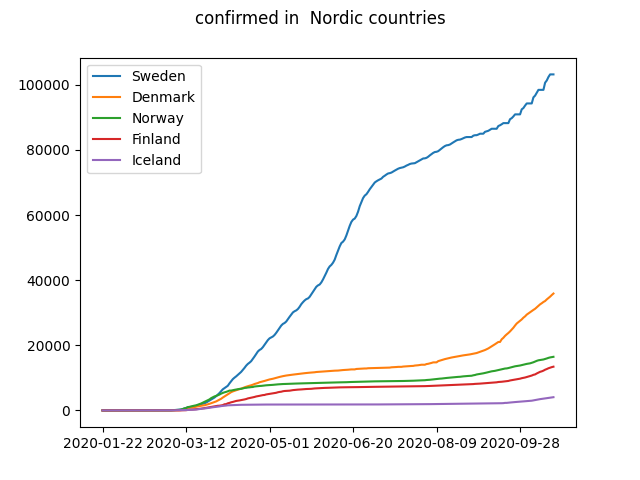 confirmed in  Nordic countries
Sweden
Denmark
Norway
Finland
Iceland
100000
80000
60000
40000
20000
0
2020-01-22 2020-03-12 2020-05-01 2020-06-20 2020-08-09 2020-09-28